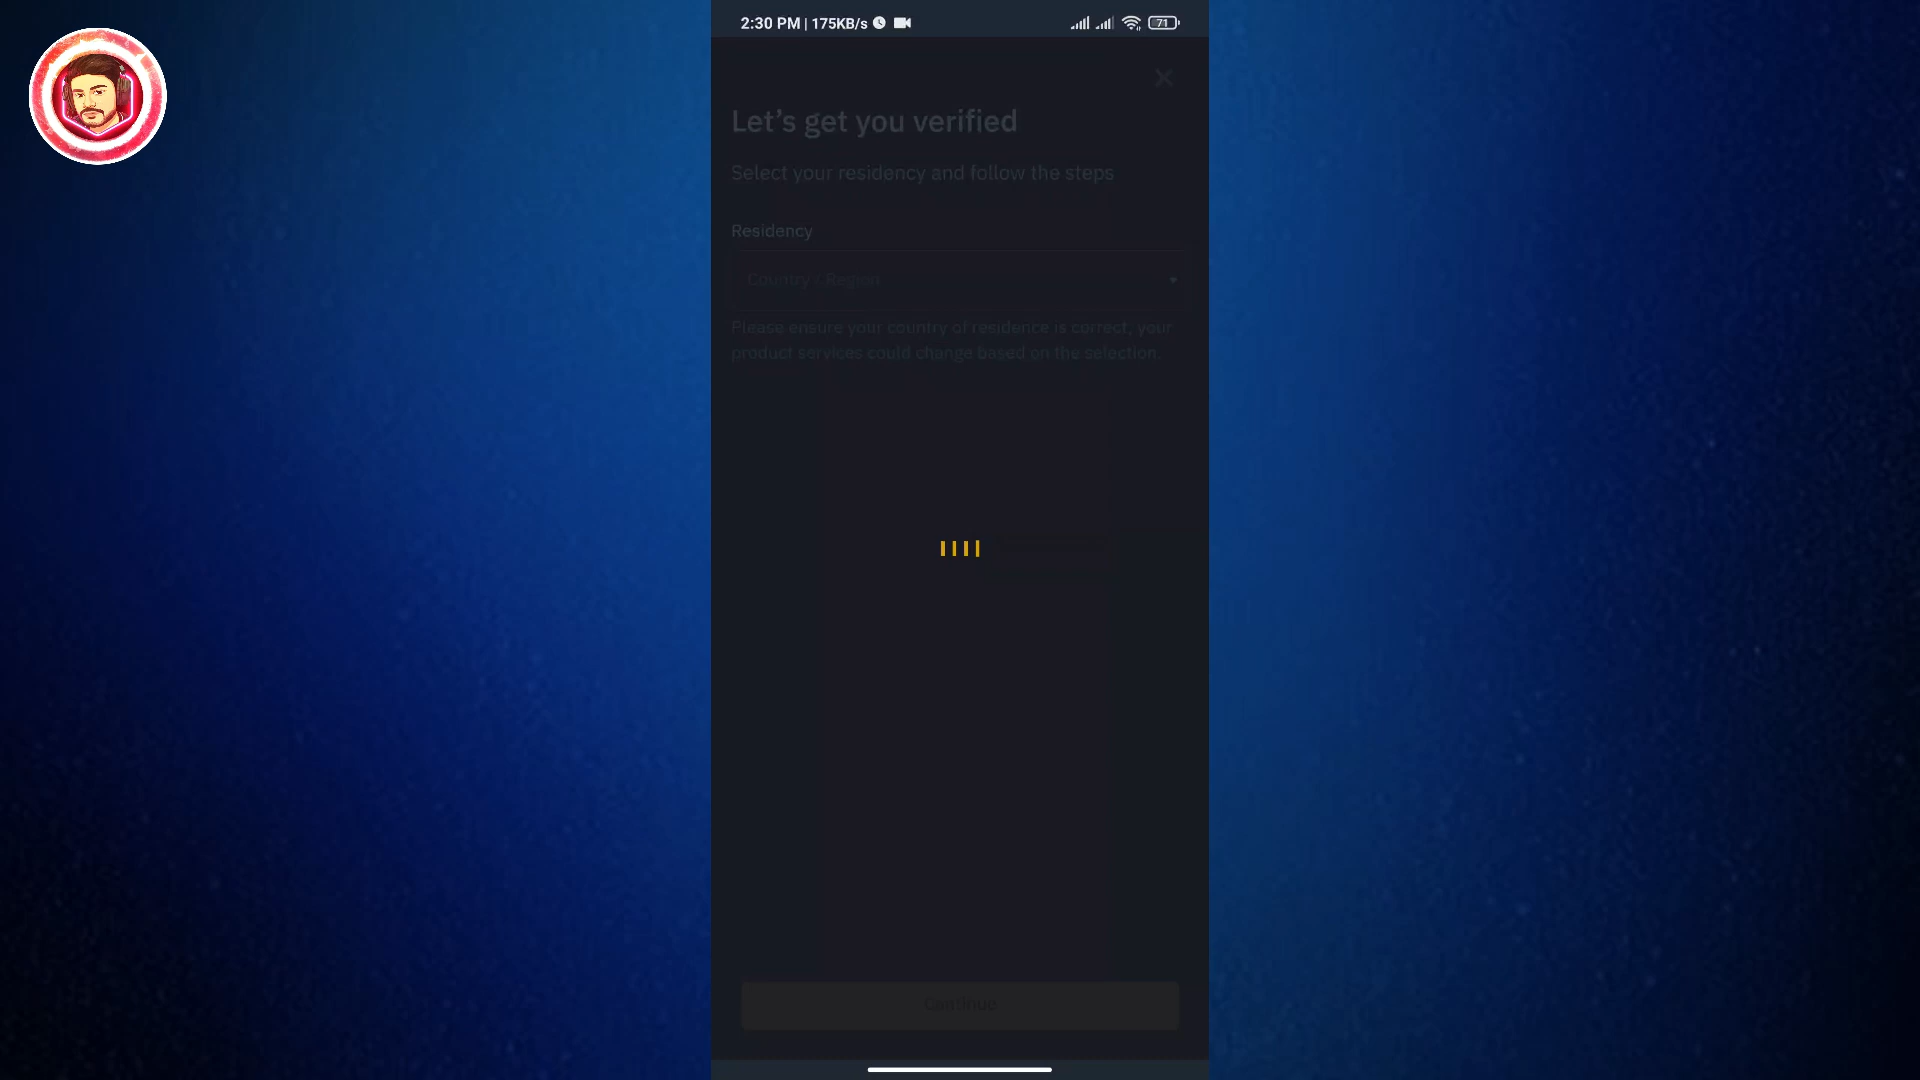 2:30 PM | 175KB/s
71
Let's get you verified
Select your residency and follow the steps
Residency
Country / Region
Please ensure your country of residence is correct, your
product services could change based on the selection.
Continue